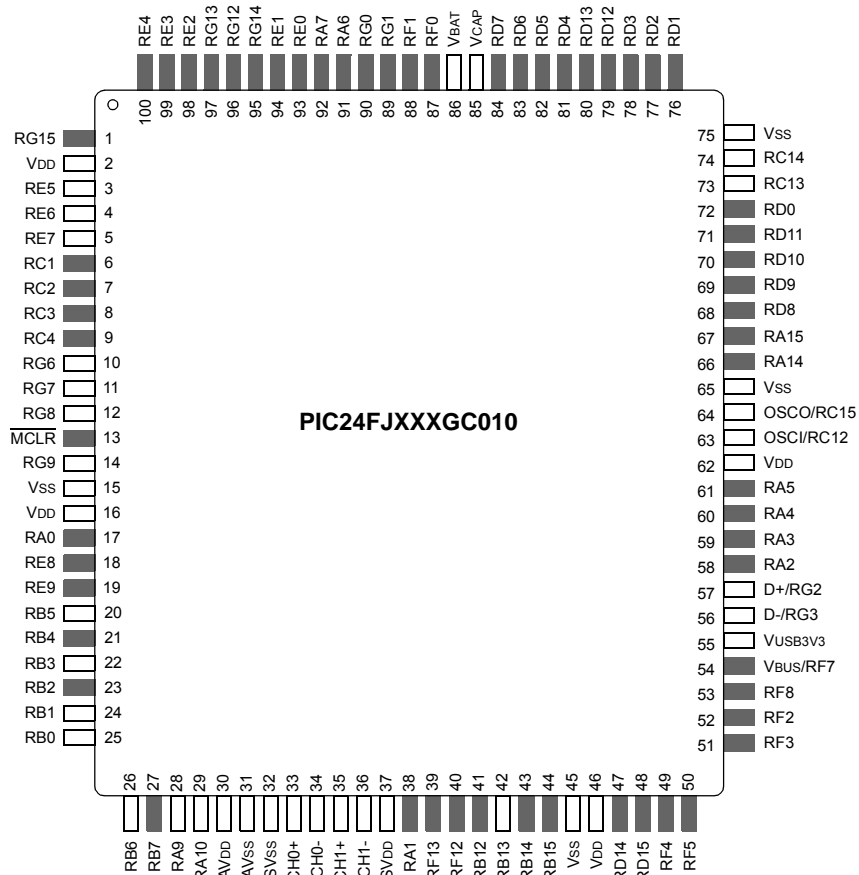 RE4 RE3 RE2 RG13 RG12 RG14 RE1 RE0 RA7 RA6 RG0 RG1 RF1 RF0 VBAT VCAP RD7 RD6 RD5 RD4 RD13 RD12 RD3 RD2 RD1
100 99 98 97 96 95 94 93 92 91 90 89 88 87 86 85 84 83 82 81 80 79 78 77 76
RG15 1
VDD 2
RE5 3
RE6 4
RE7 5
RC1 6
RC2 7
RC3 8
RC4 9
RG6 10
RG7 11
RG8 12
MCLR 13
RG9 14
VSS 15
VDD 16
RA0 17
RE8 18
RE9 19
RB5 20
RB4 21
RB3 22
RB2 23
RB1 24
RB0 25
PIC24FJXXXGC010
75 VSS
74 RC14
73 RC13
72 RD0
71 RD11
70 RD10
69 RD9
68 RD8
67 RA15
66 RA14
65 VSS
64 OSCO/RC15
63 OSCI/RC12
62 VDD
61 RA5
60 RA4
59 RA3
58 RA2
57 D+/RG2
56 D-/RG3
55 VUSB3V3
54 VBUS/RF7
53 RF8
52 RF2
51 RF3
26 27 28 29 30 31 32 33 34 35 36 37 38 39 40 41 42 43 44 45 46 47 48 49 50
RB6 RB7 RA9 RA10 AVDD AVSS SVSS CH0+ CH0- CH1+ CH1- SVDD RA1 RF13 RF12 RB12 RB13 RB14 RB15 VSS VDD RD14 RD15 RF4 RF5